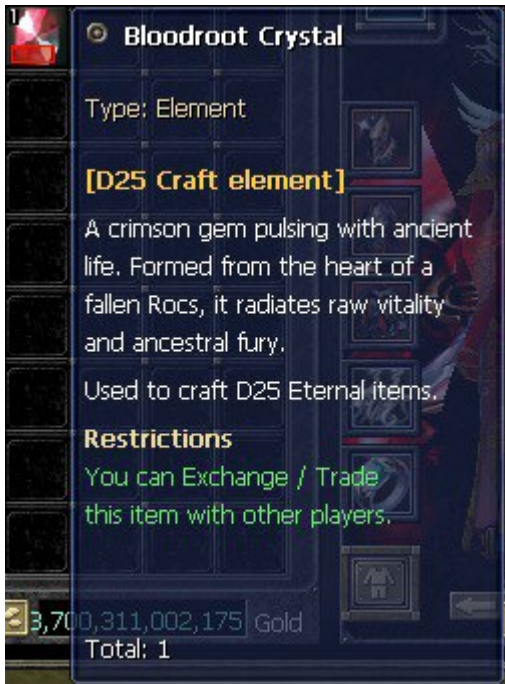 1
Bloodroot Crystal
Type: Element
[D25 Craft element]
A crimson gem pulsing with ancient
life. Formed from the heart of a
fallen Rocs, it radiates raw vitality
and ancestral fury.
Used to craft D25 Eternal items.
Restrictions
You can Exchange / Trade
this item with other players.
3,700,311,002,175 Gold
Total: 1